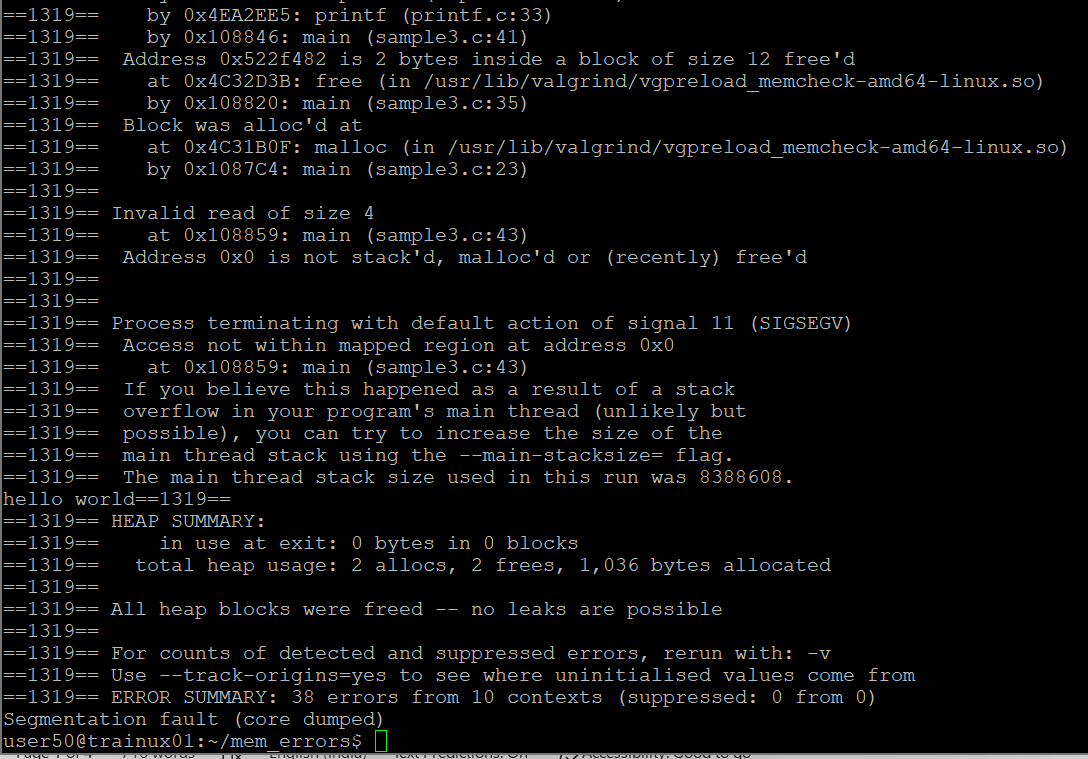 ==1319==    by 0x4EA2EE5: printf (printf.c:33)
==1319==    by 0x108846: main (sample3.c:41)
==1319==  Address 0x522f482 is 2 bytes inside a block of size 12 free'd
==1319==    at 0x4C32D3B: free (in /usr/lib/valgrind/vgpreload_memcheck-amd64-linux.so)
==1319==    by 0x108820: main (sample3.c:35)
==1319==  Block was alloc'd at
==1319==    at 0x4C31B0F: malloc (in /usr/lib/valgrind/vgpreload_memcheck-amd64-linux.so)
==1319==    by 0x1087C4: main (sample3.c:23)
==1319==
==1319== Invalid read of size 4
==1319==    at 0x108859: main (sample3.c:43)
==1319==  Address 0x0 is not stack'd, malloc'd or (recently) free'd
==1319==
==1319==
==1319== Process terminating with default action of signal 11 (SIGSEGV)
==1319==  Access not within mapped region at address 0x0
==1319==    at 0x108859: main (sample3.c:43)
==1319==  If you believe this happened as a result of a stack
==1319==  overflow in your program's main thread (unlikely but
==1319==  possible), you can try to increase the size of the
==1319==  main thread stack using the --main-stacksize= flag.
==1319==  The main thread stack size used in this run was 8388608.
hello world==1319==
==1319== HEAP SUMMARY:
==1319==     in use at exit: 0 bytes in 0 blocks
==1319==   total heap usage: 2 allocs, 2 frees, 1,036 bytes allocated
==1319==
==1319== All heap blocks were freed -- no leaks are possible
==1319==
==1319== For counts of detected and suppressed errors, rerun with: -v
==1319== Use --track-origins=yes to see where uninitialised values come from
==1319== ERROR SUMMARY: 38 errors from 10 contexts (suppressed: 0 from 0)
Segmentation fault (core dumped)
user50@trainux01:~/mem_errors$